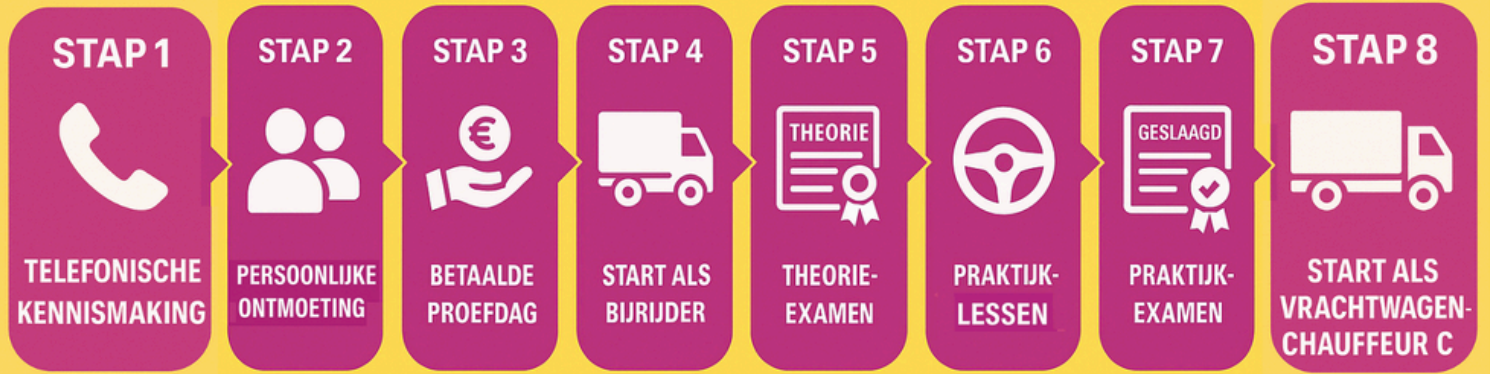 STAP 1
TELEFONISCHE
KENNISMAKING
STAP 2
PERSOONLIJKE
ONTMOETING
STAP 3
€
BETAALDE
PROEFDAG
STAP 4
START ALS
BIJRIJDER
STAP 5
THEORIE
THEORIE-
EXAMEN
STAP 6
PRAKTIJK-
LESSEN
STAP 7
GESLAAGD
PRAKTIJK-
EXAMEN
STAP 8
START ALS
VRACHTWAGEN-
CHAUFFEUR C